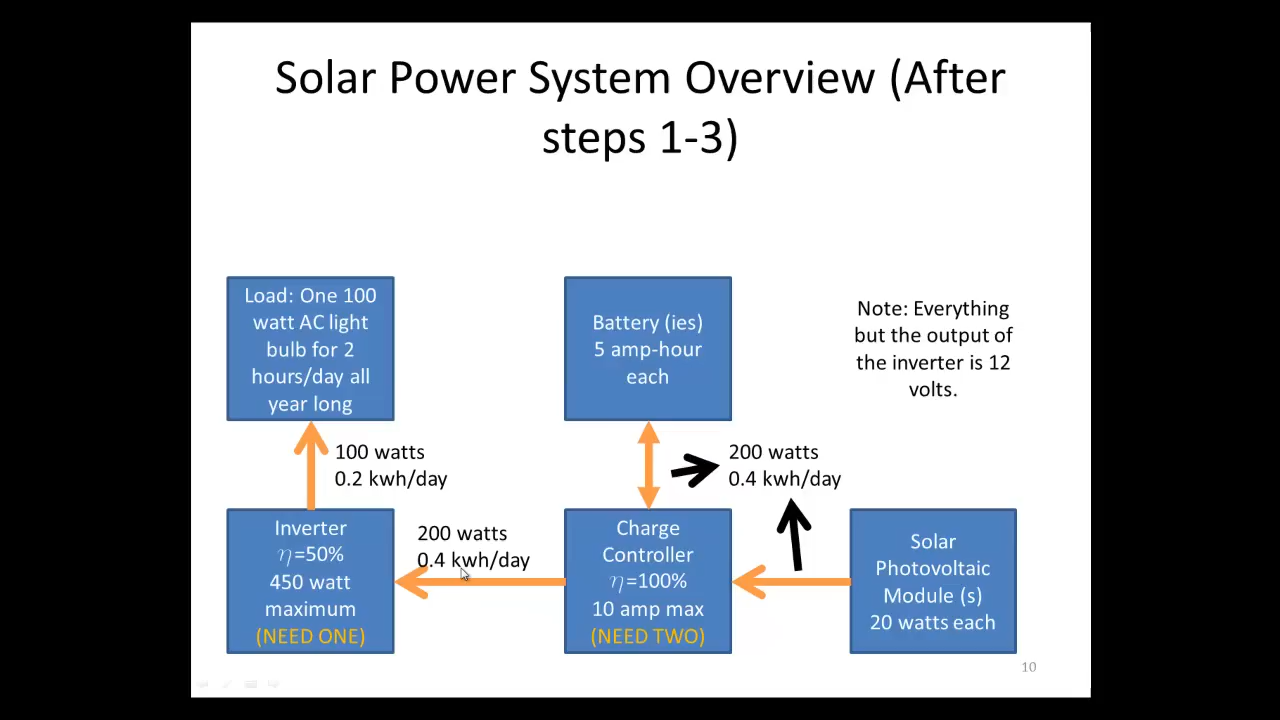 Solar Power System Overview (After
steps 1-3)
Load: One 100
watt AC light
bulb for 2
hours/day all
year long
Battery (ies)
5 amp-hour
each
Note: Everything
but the output of
the inverter is 12
volts.
100 watts
0.2 kwh/day
200 watts
0.4 kwh/day
200 watts
0.4 kwh/day
Inverter
η=50%
450 watt
maximum
(NEED ONE)
Charge
Controller
η=100%
10 amp max
(NEED TWO)
Solar
Photovoltaic
Module (s)
20 watts each
10